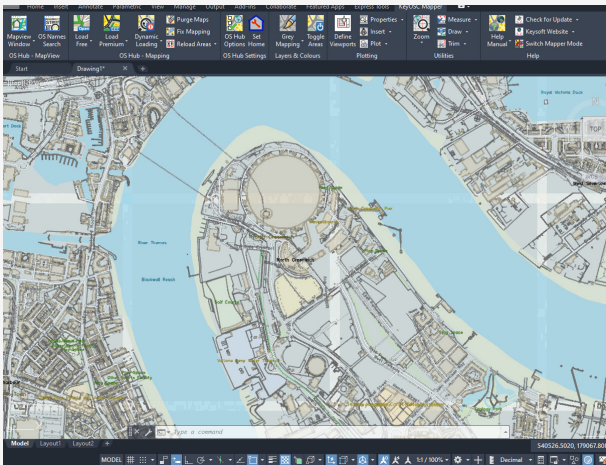 Home Insert Annotate Parametric View Manage Output Add-ins Collaborate Featured Apps Express Tools KeyOSC Mapper
Mapview Window
OS Names Search
OS Hub - MapView
Load Free
Load Premium
Dynamic Loading
Purge Maps
Fix Mapping
Reload Areas
OS Hub - Mapping
OS Hub Options
Set Home
OS Hub Settings
Grey Mapping
Toggle Areas
Layers & Colours
Define Viewports
Properties
Insert
Plot
Plotting
Zoom
Measure
Draw
Trim
Utilities
Help Manual
Check for Update
Keysoft Website
Switch Mapper Mode
Help
Start Drawing1*
TOP
River Thames
North Greenwich
Blackwall Reach
Golf Course
Type a command
Model Layout1 Layout2 +
540526.5020, 179067.80
MODEL 1:1 / 100% Decimal